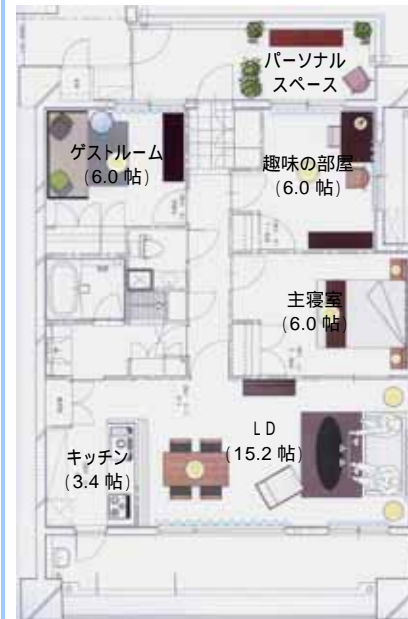 パーソナル
スペース
ゲストルーム
(6.0 帖)
趣味の部屋
(6.0 帖)
主寝室
(6.0 帖)
LD
(15.2 帖)
キッチン
(3.4 帖)